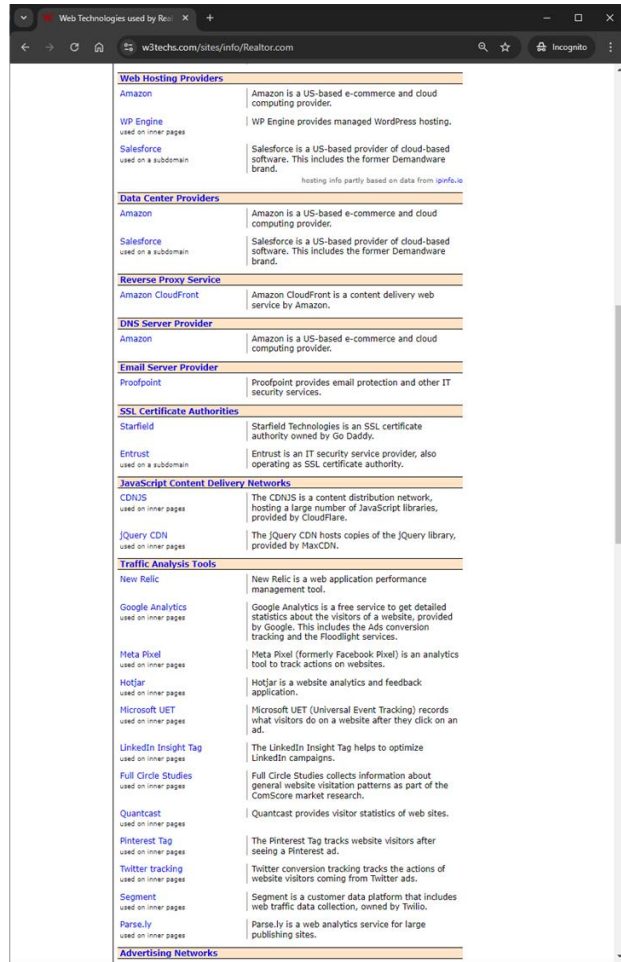 Web Technologies used by Real
w3techs.com/sites/info/Realtor.com
Incognito
Web Hosting Providers
Amazon
Amazon is a US-based e-commerce and cloud
computing provider.
WP Engine
used on inner pages
WP Engine provides managed WordPress hosting.
Salesforce
used on a subdomain
Salesforce is a US-based provider of cloud-based
software. This includes the former Demandware
brand.
hosting info partly based on data from ipinfo.io
Data Center Providers
Amazon
Amazon is a US-based e-commerce and cloud
computing provider.
Salesforce
used on a subdomain
Salesforce is a US-based provider of cloud-based
software. This includes the former Demandware
brand.
Reverse Proxy Service
Amazon CloudFront
Amazon CloudFront is a content delivery web
service by Amazon.
DNS Server Provider
Amazon
Amazon is a US-based e-commerce and cloud
computing provider.
Email Server Provider
Proofpoint
Proofpoint provides email protection and other IT
security services.
SSL Certificate Authorities
Starfield
Starfield Technologies is an SSL certificate
authority owned by Go Daddy.
Entrust
used on a subdomain
Entrust is an IT security service provider, also
operating as SSL certificate authority.
JavaScript Content Delivery Networks
CDNJS
used on inner pages
The CDNJS is a content distribution network,
hosting a large number of JavaScript libraries,
provided by CloudFlare.
jQuery CDN
used on inner pages
The jQuery CDN hosts copies of the jQuery library,
provided by MaxCDN.
Traffic Analysis Tools
New Relic
New Relic is a web application performance
management tool.
Google Analytics
used on inner pages
Google Analytics is a free service to get detailed
statistics about the visitors of a website, provided
by Google. This includes the Ads conversion
tracking and the Floodlight services.
Meta Pixel
used on inner pages
Meta Pixel (formerly Facebook Pixel) is an analytics
tool to track actions on websites.
Hotjar
used on inner pages
Hotjar is a website analytics and feedback
application.
Microsoft UET
used on inner pages
Microsoft UET (Universal Event Tracking) records
what visitors do on a website after they click on an
ad.
LinkedIn Insight Tag
used on inner pages
The LinkedIn Insight Tag helps to optimize
LinkedIn campaigns.
Full Circle Studies
used on inner pages
Full Circle Studies collects information about
general website visitation patterns as part of the
ComScore market research.
Quantcast
used on inner pages
Quantcast provides visitor statistics of web sites.
Pinterest Tag
used on inner pages
The Pinterest Tag tracks website visitors after
seeing a Pinterest ad.
Twitter tracking
used on inner pages
Twitter conversion tracking tracks the actions of
website visitors coming from Twitter ads.
Segment
used on inner pages
Segment is a customer data platform that includes
web traffic data collection, owned by Twilio.
Parse.ly
used on inner pages
Parse.ly is a web analytics service for large
publishing sites.
Advertising Networks